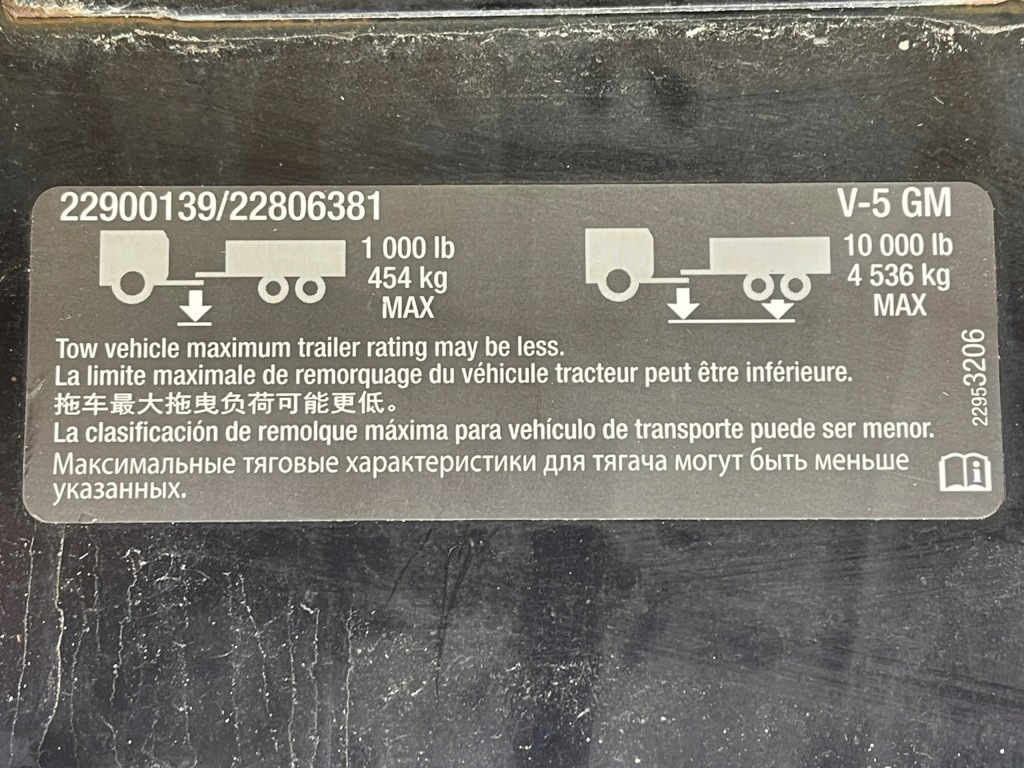 22900139/22806381 V-5 GM
1 000 lb
454 kg
MAX
10 000 lb
4 536 kg
MAX
Tow vehicle maximum trailer rating may be less.
La limite maximale de remorquage du véhicule tracteur peut être inférieure.
拖车最大拖曳负荷可能更低。
La clasificación de remolque máxima para vehículo de transporte puede ser menor.
Максимальные тяговые характеристики для тягача могут быть меньше
указанных.
22953206